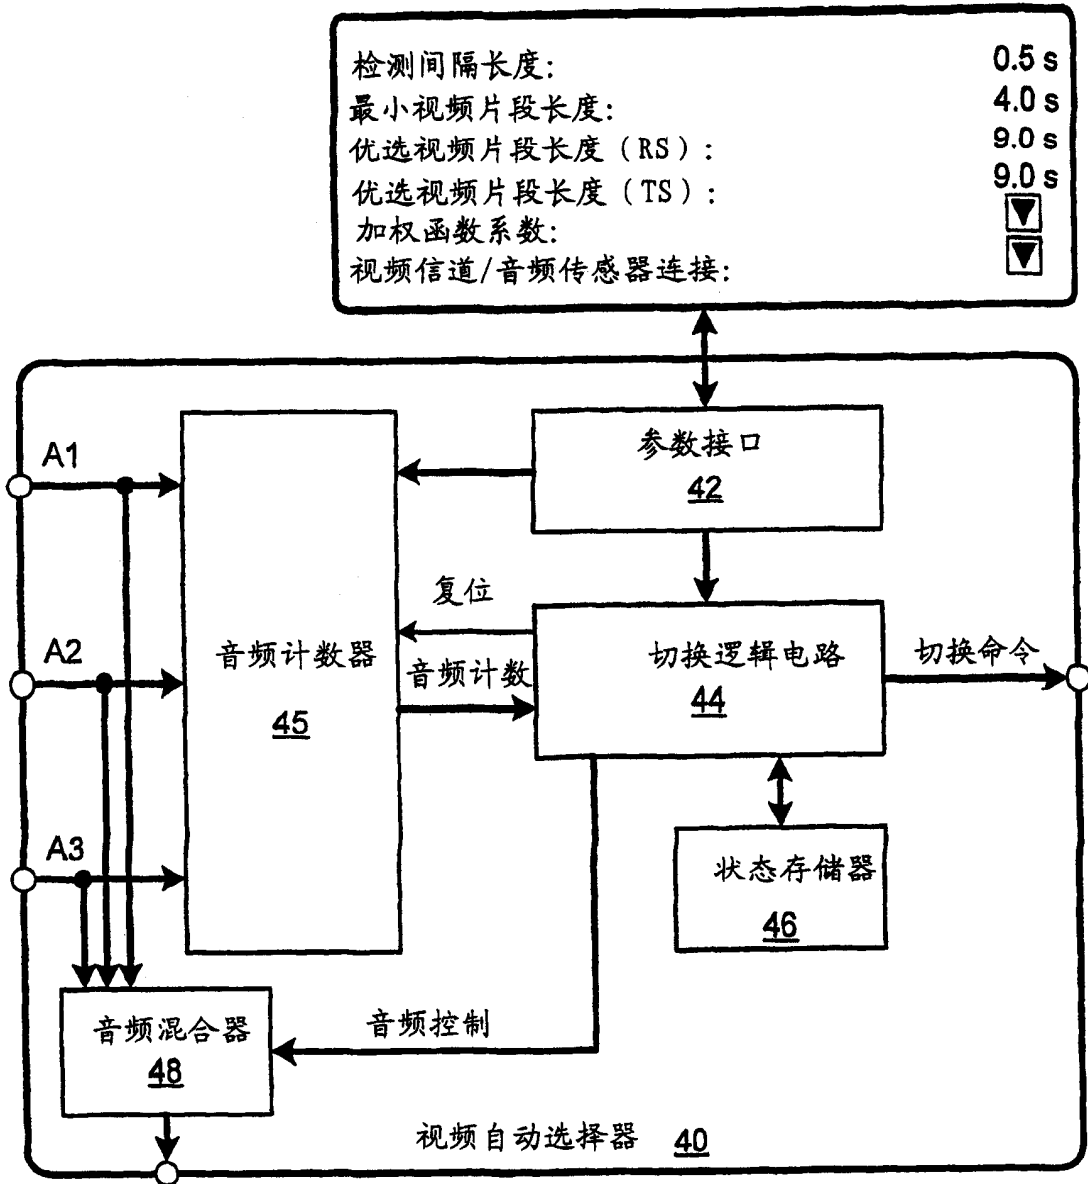 检测间隔长度: 0.5 s
最小视频片段长度: 4.0 s
优选视频片段长度(RS): 9.0 s
优选视频片段长度(TS): 9.0 s
加权函数系数:
视频信道/音频传感器连接:
参数接口
42
A1
复位
音频计数器
45
音频计数
切换逻辑电路
44
切换命令
A2
A3
状态存储器
46
音频混合器
48
音频控制
视频自动选择器 40